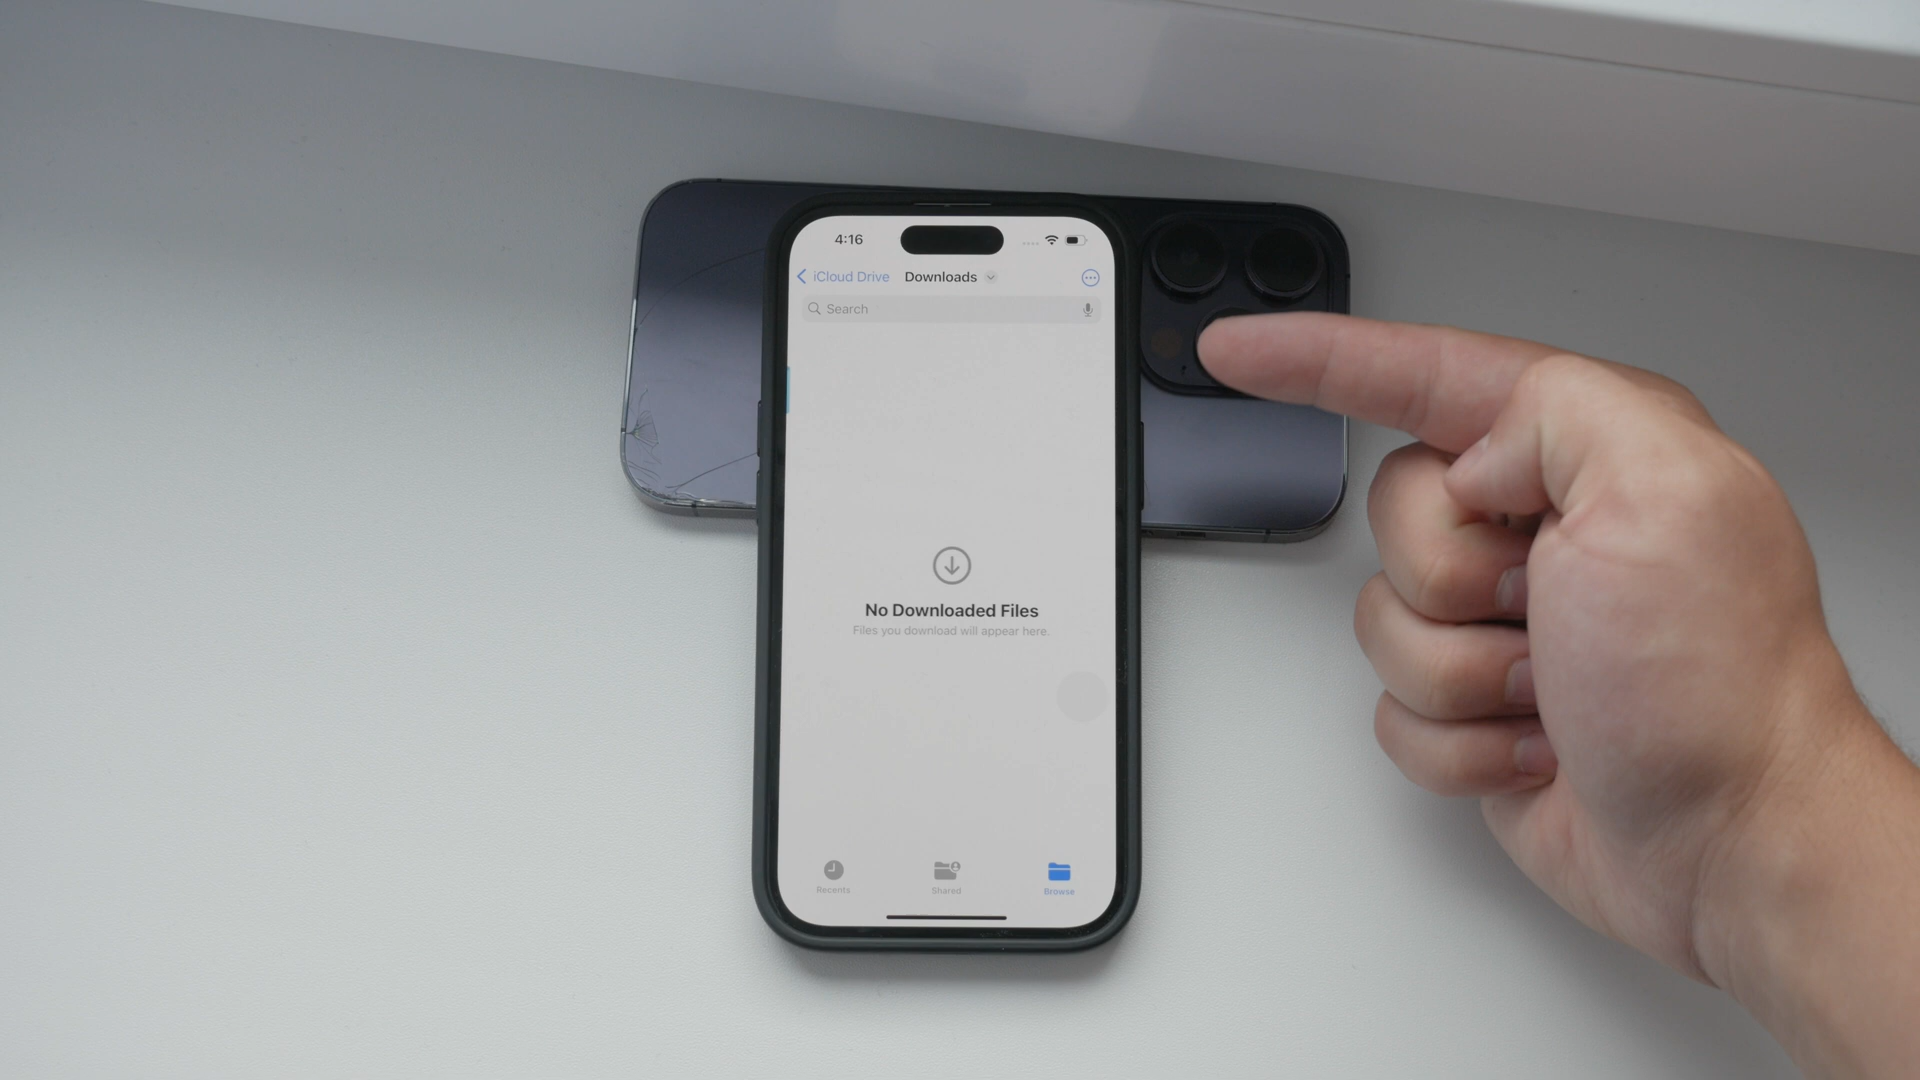 4:16
iCloud Drive Downloads
Search
No Downloaded Files
Files you download will appear here.
Recents Shared Browse